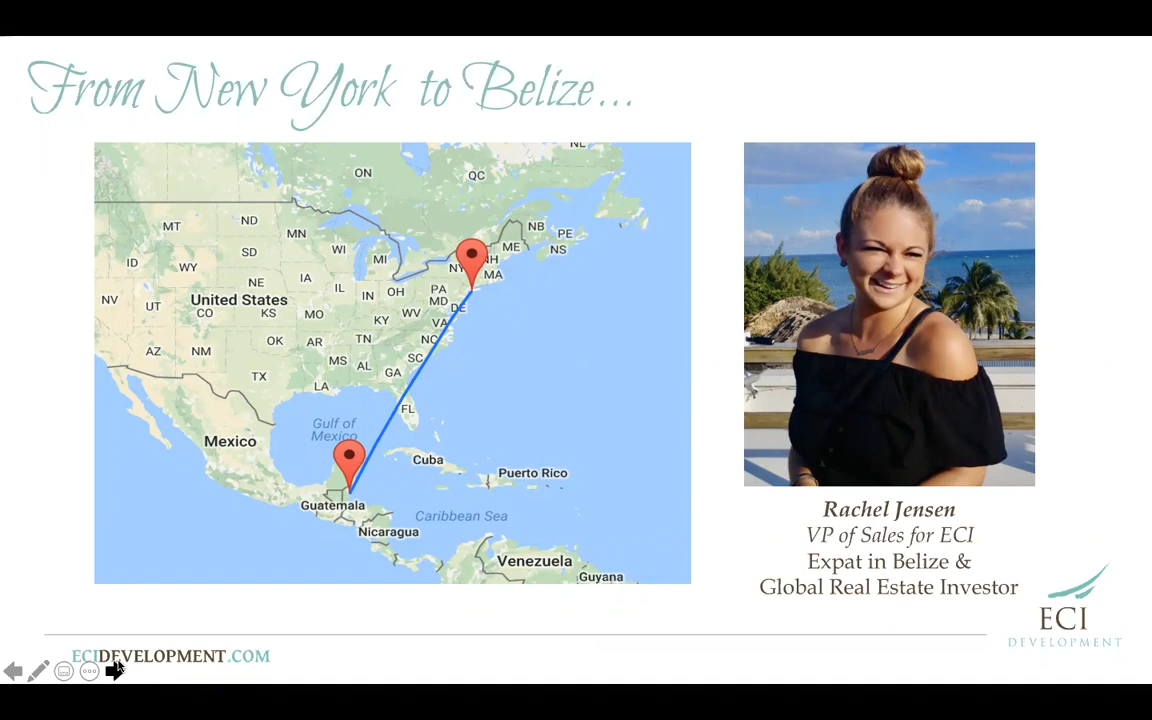 From New York to Belize...
NL
ON
QC
MT
ND
MN
NB
PE
NS
ME
ID
WY
SD
WI
MI
NY
NH
MA
NE
IA
IL
IN
OH
PA
MD
DE
NV
UT
United States
CO
KS
MO
KY
WV
VA
AZ
NM
OK
AR
TN
NC
MS
AL
SC
GA
TX
LA
FL
Gulf of
Mexico
Mexico
Cuba
Puerto Rico
Guatemala
Caribbean Sea
Nicaragua
Venezuela
Guyana
Rachel Jensen
VP of Sales for ECI
Expat in Belize &
Global Real Estate Investor
ECI
DEVELOPMENT
ECIDEVELOPMENT.COM